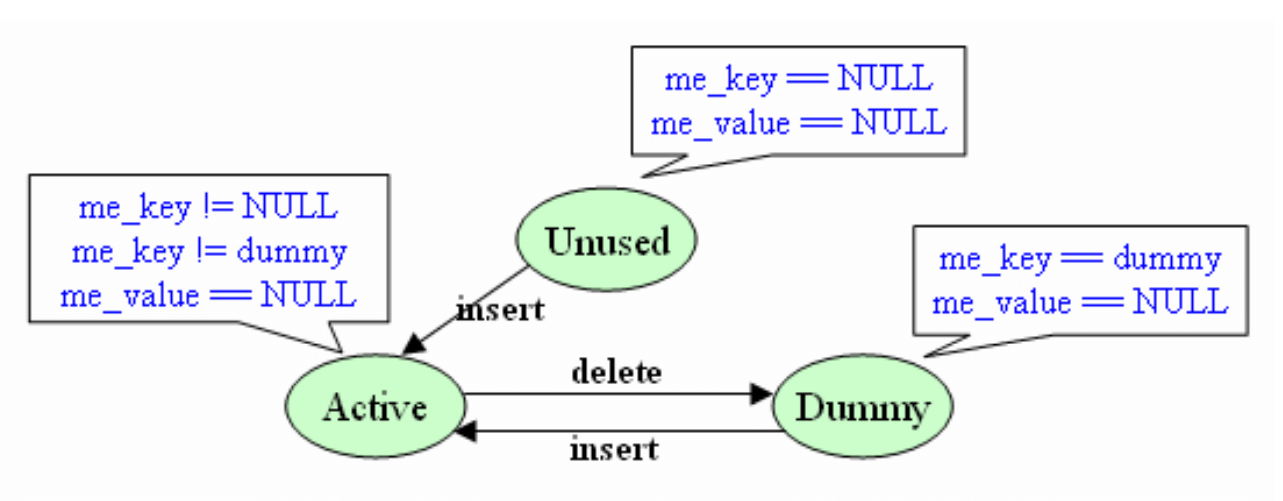 me_key == NULL
me_value == NULL
me_key != NULL
me_key != dummy
me_value == NULL
Unused
me_key == dummy
me_value == NULL
insert
delete
Active
Dummy
insert